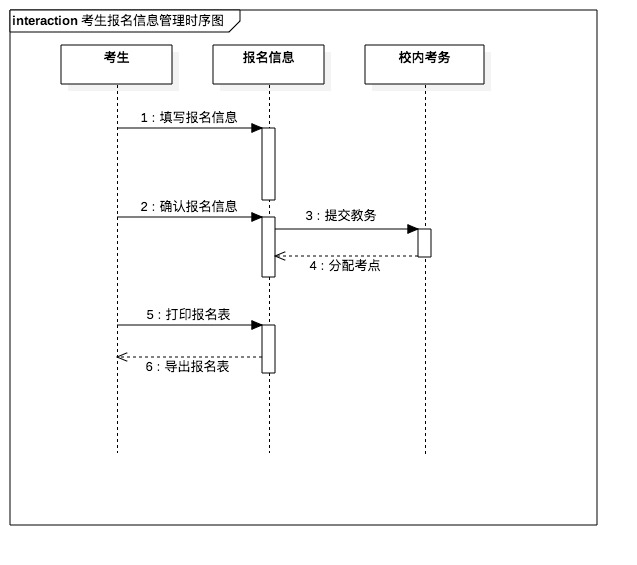 interaction 考生报名信息管理时序图
考生
报名信息
校内考务
1 : 填写报名信息
2 : 确认报名信息
3 : 提交教务
4 : 分配考点
5 : 打印报名表
6 : 导出报名表